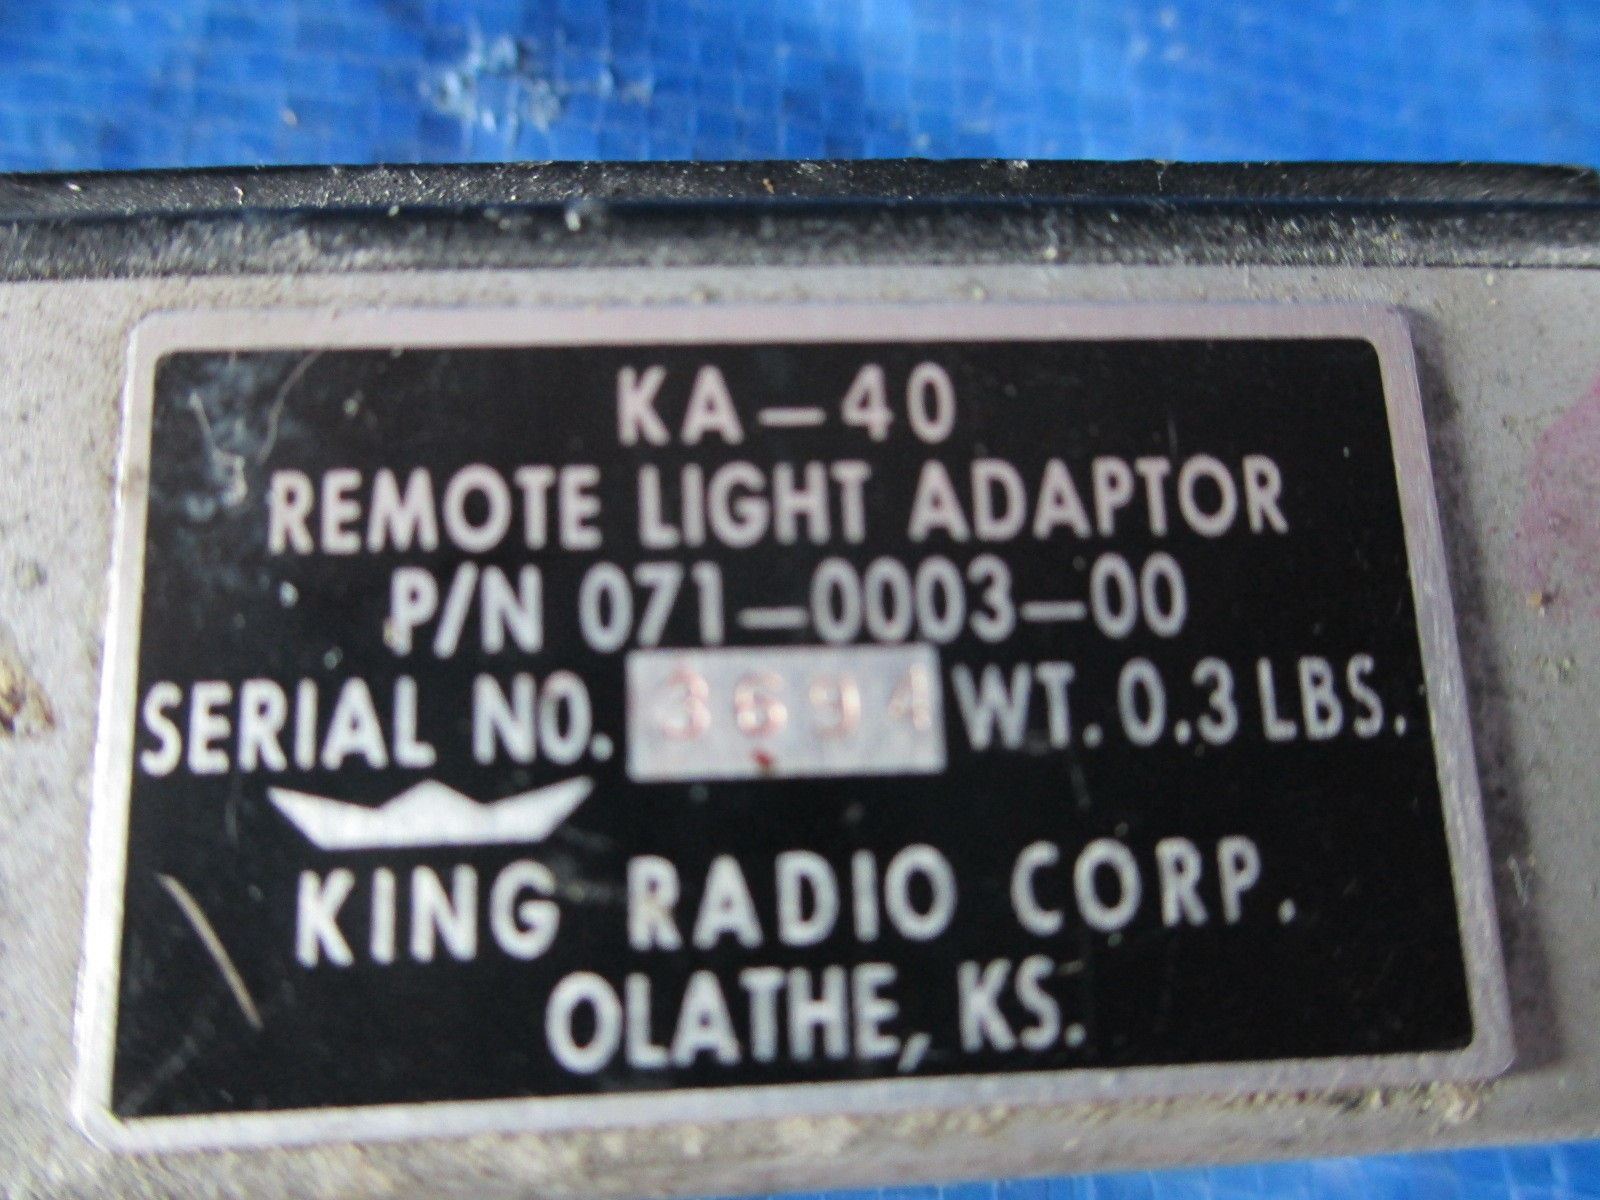 KA-40
REMOTE LIGHT ADAPTOR
P/N 071-0003-00
SERIAL NO. 3694 WT. 0.3 LBS.
KING RADIO CORP.
OLATHE, KS.